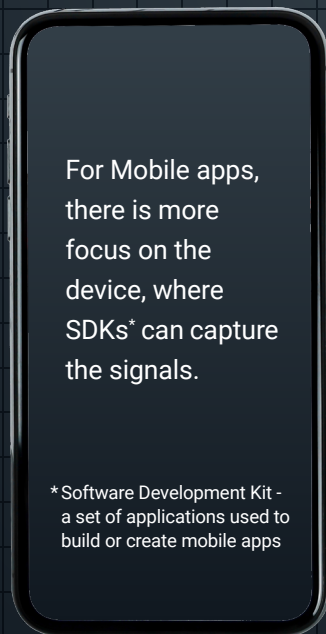 For Mobile apps,
there is more
focus on the
device, where
SDKs* can capture
the signals.
* Software Development Kit -
a set of applications used to
build or create mobile apps